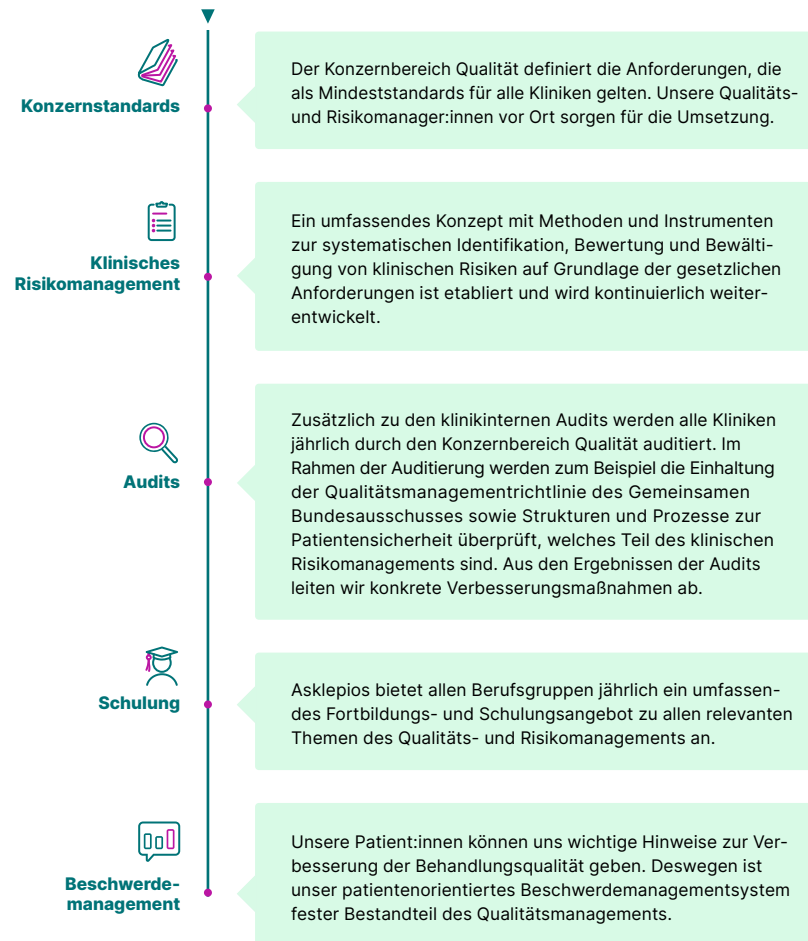 Konzernstandards
Der Konzernbereich Qualität definiert die Anforderungen, die
als Mindeststandards für alle Kliniken gelten. Unsere Qualitäts-
und Risikomanager:innen vor Ort sorgen für die Umsetzung.
Klinisches
Risikomanagement
Ein umfassendes Konzept mit Methoden und Instrumenten
zur systematischen Identifikation, Bewertung und Bewälti-
gung von klinischen Risiken auf Grundlage der gesetzlichen
Anforderungen ist etabliert und wird kontinuierlich weiter-
entwickelt.
Audits
Zusätzlich zu den klinikinternen Audits werden alle Kliniken
jährlich durch den Konzernbereich Qualität auditiert. Im
Rahmen der Auditierung werden zum Beispiel die Einhaltung
der Qualitätsmanagementrichtlinie des Gemeinsamen
Bundesausschusses sowie Strukturen und Prozesse zur
Patientensicherheit überprüft, welches Teil des klinischen
Risikomanagements sind. Aus den Ergebnissen der Audits
leiten wir konkrete Verbesserungsmaßnahmen ab.
Schulung
Asklepios bietet allen Berufsgruppen jährlich ein umfassen-
des Fortbildungs- und Schulungsangebot zu allen relevanten
Themen des Qualitäts- und Risikomanagements an.
Beschwerde-
management
Unsere Patient:innen können uns wichtige Hinweise zur Ver-
besserung der Behandlungsqualität geben. Deswegen ist
unser patientenorientiertes Beschwerdemanagementsystem
fester Bestandteil des Qualitätsmanagements.